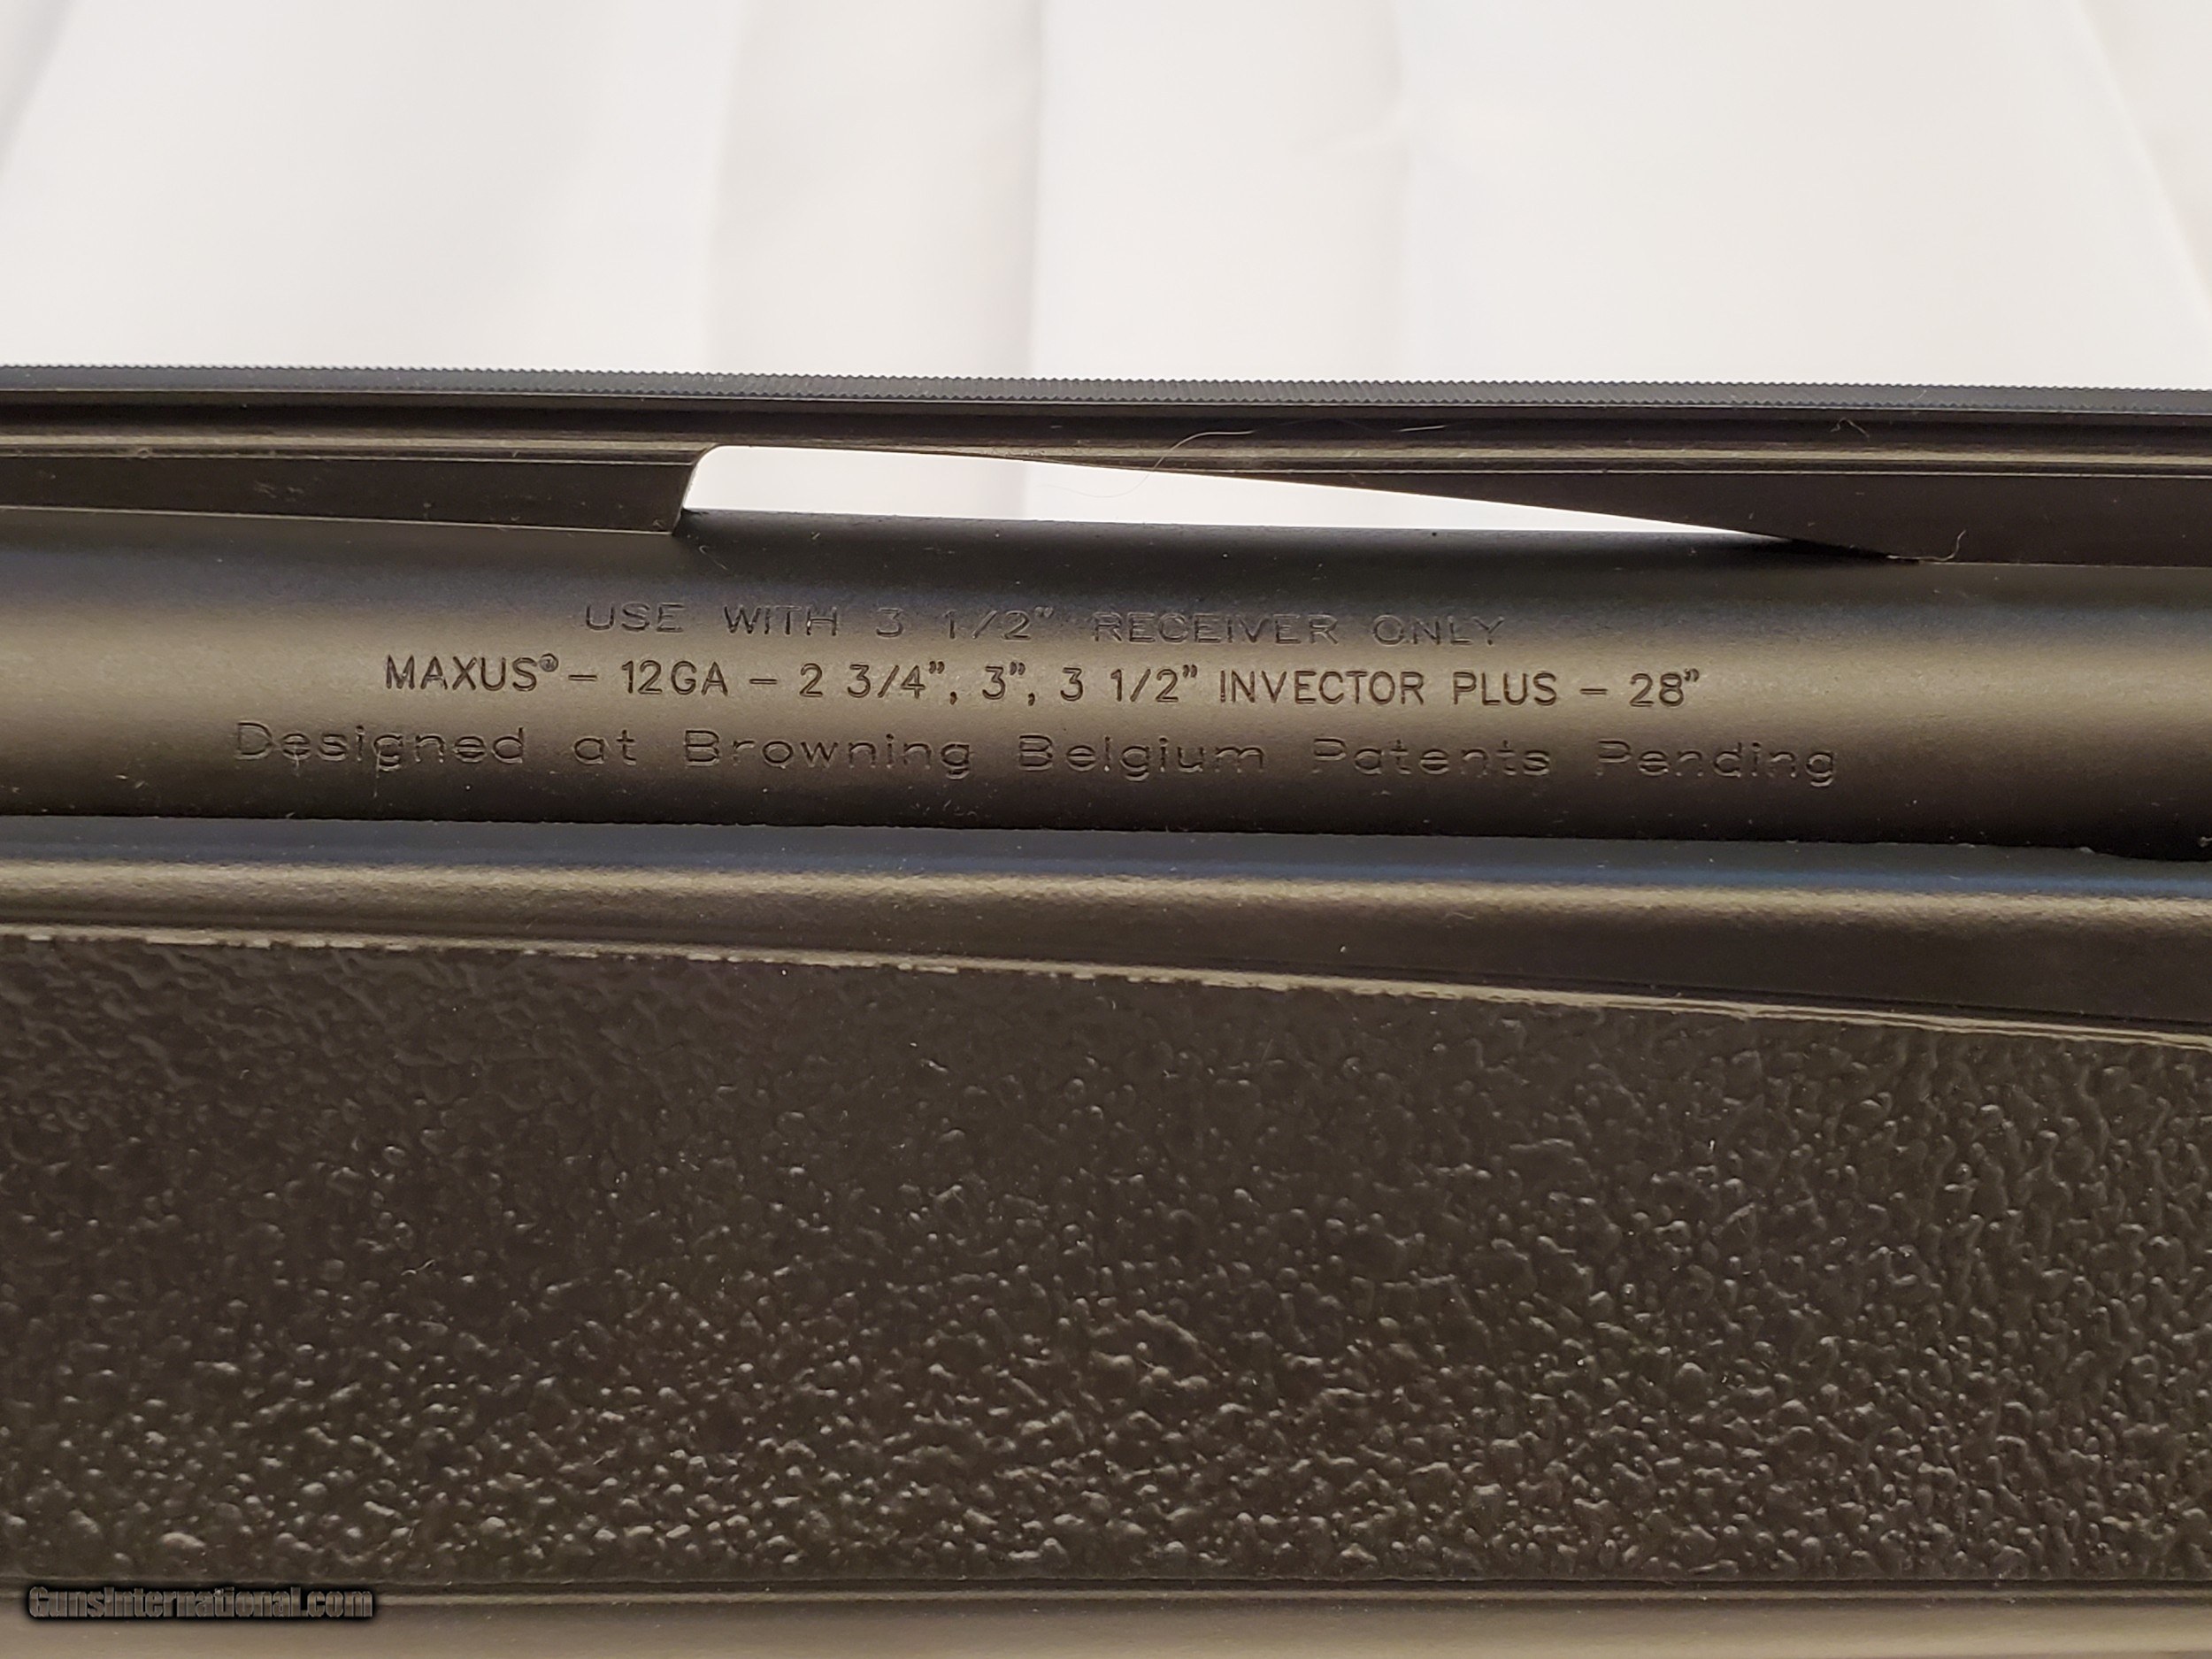 USE WITH 3 1/2" RECEIVER ONLY
MAXUS® – 12GA – 2 3/4", 3", 3 1/2" INVECTOR PLUS – 28"
Designed at Browning Belgium Patents Pending
GunsInternational.com